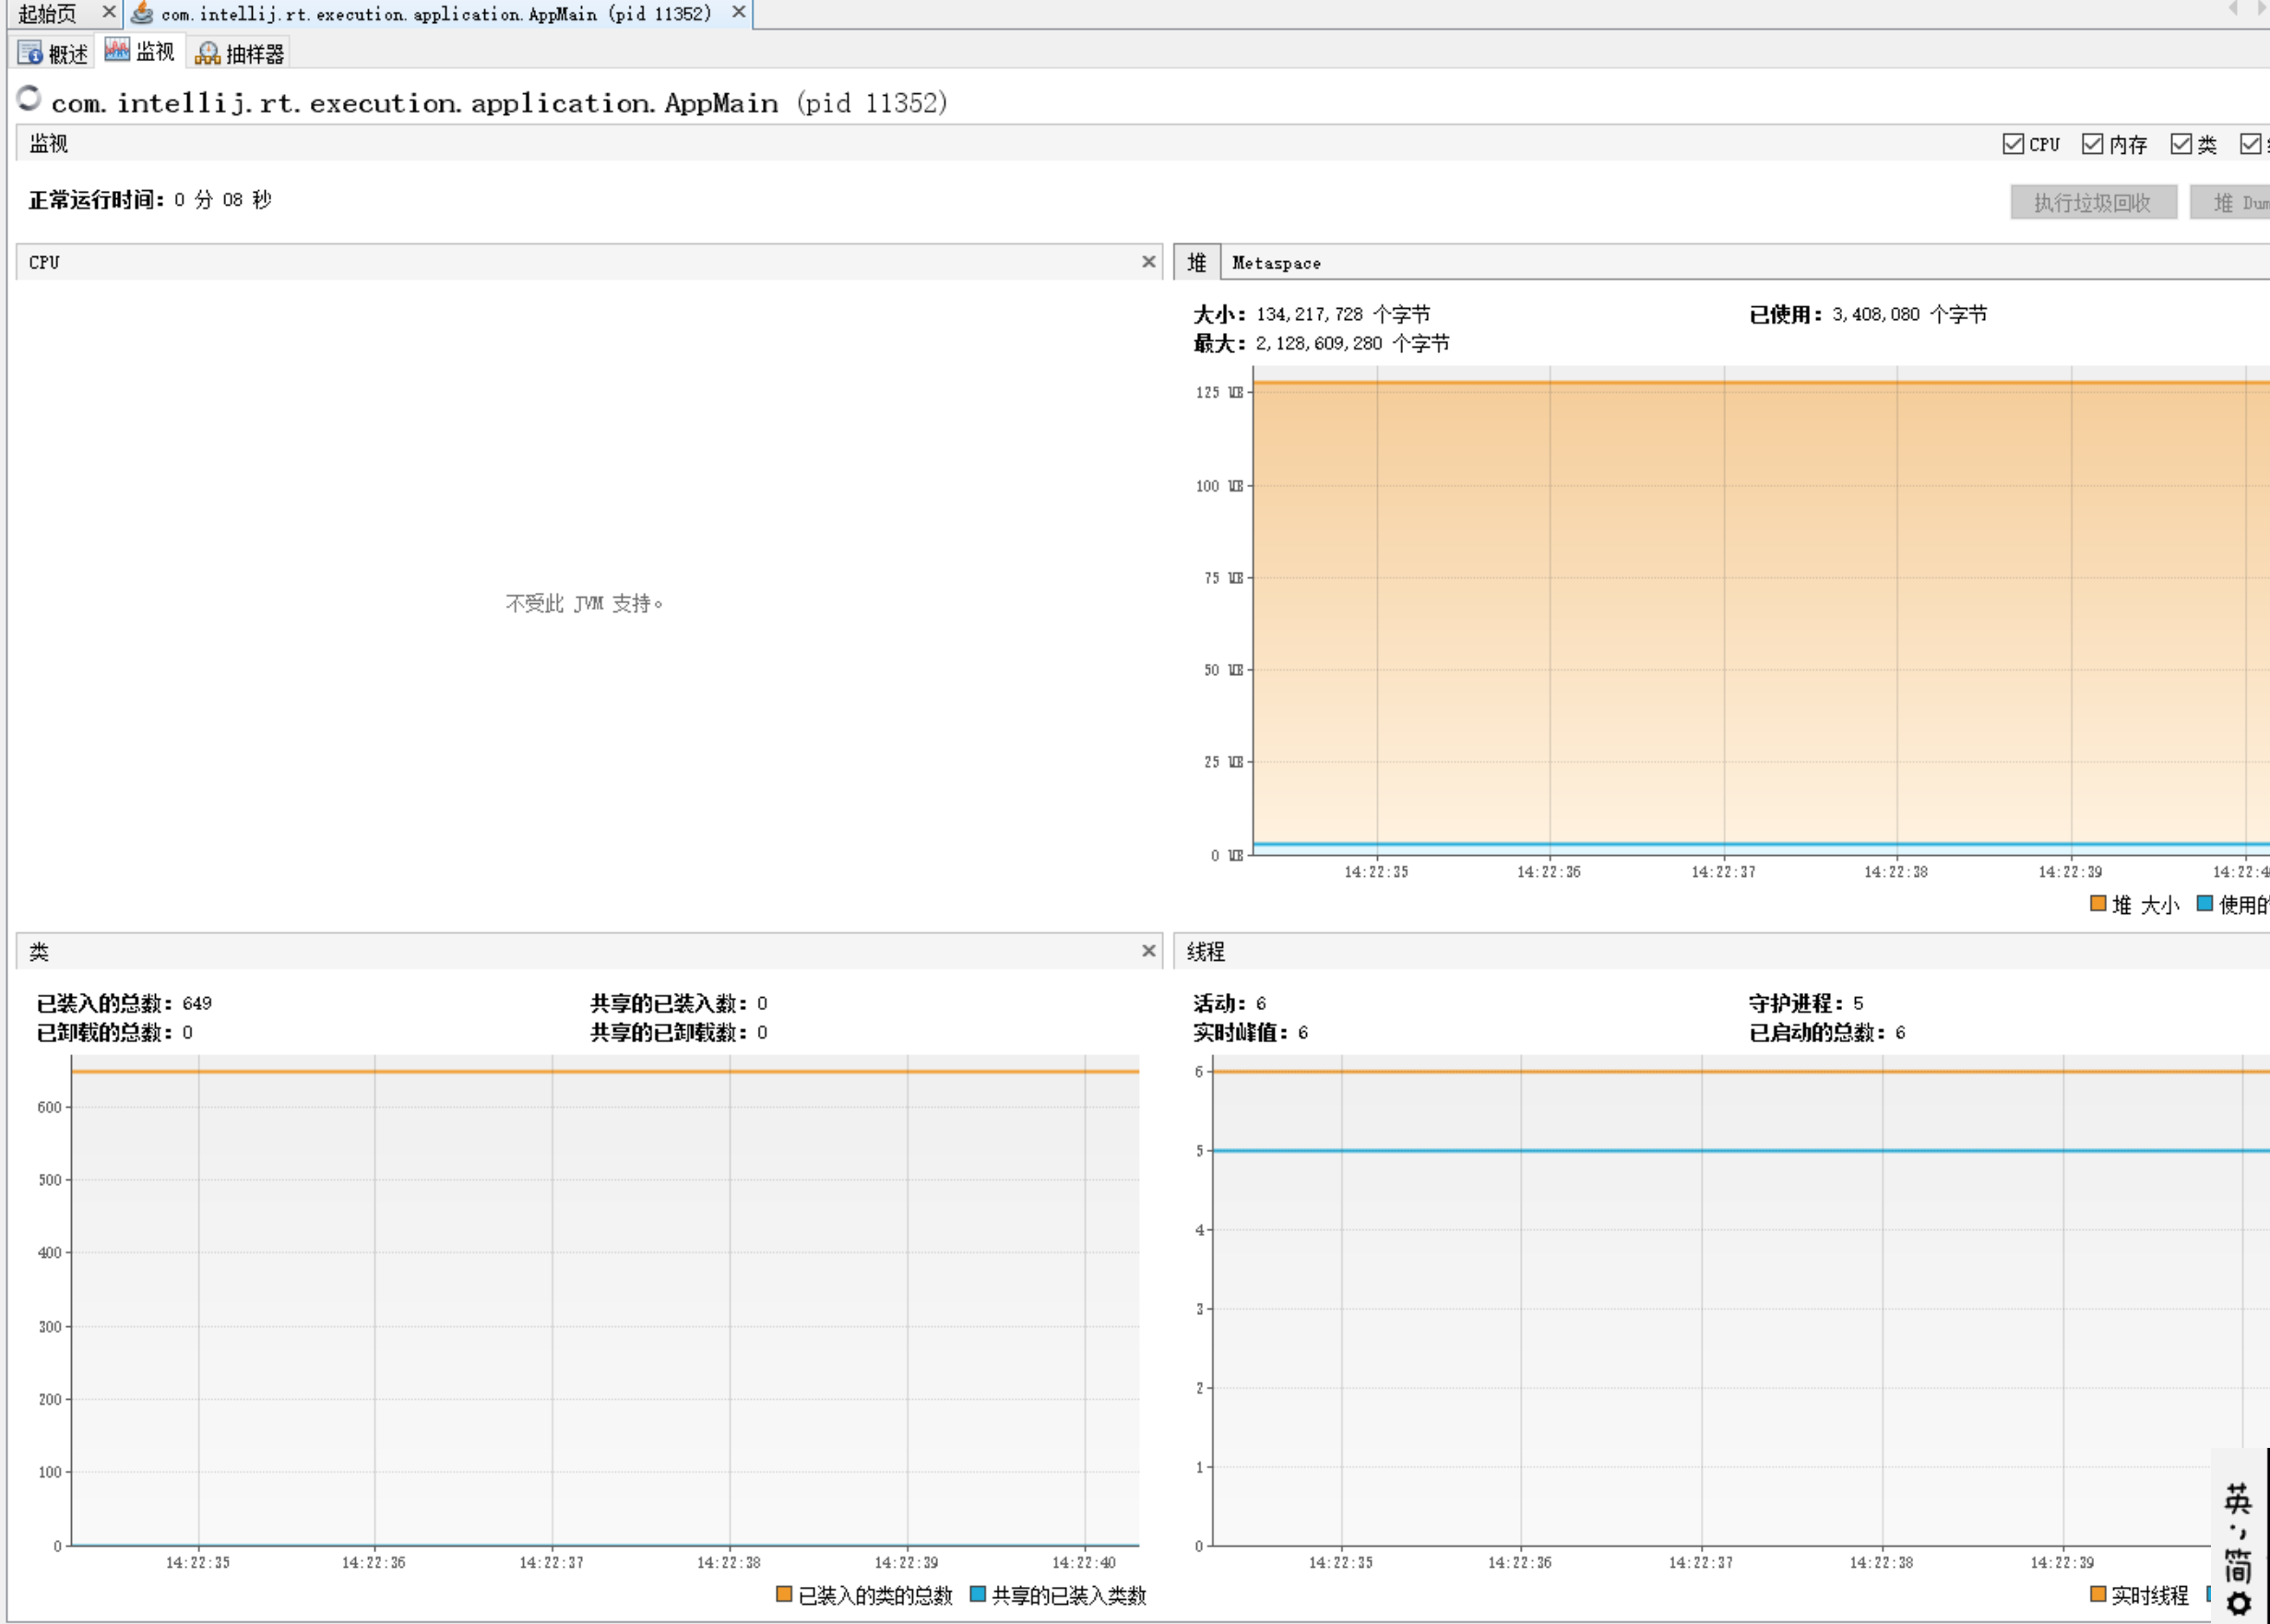 起始页 com.intellij.rt.execution.application.AppMain (pid 11352)
概述 监视 抽样器
com.intellij.rt.execution.application.AppMain (pid 11352)
监视 CPU 内存 类
正常运行时间: 0 分 08 秒 执行垃圾回收 堆
CPU 堆 Metaspace
大小: 134,217,728 个字节 已使用: 3,408,080 个字节
最大: 2,128,609,280 个字节
125 MB
100 MB
75 MB
不受此 JVM 支持。
50 MB
25 MB
0 MB
14:22:35 14:22:36 14:22:37 14:22:38 14:22:39
堆 大小 使用的
类 线程
已装入的总数: 649 共享的已装入数: 0
已卸载的总数: 0 共享的已卸载数: 0
600
500
400
300
200
100
0
14:22:35 14:22:36 14:22:37 14:22:38 14:22:39 14:22:40
已装入的类的总数 共享的已装入类数
活动: 6 守护进程: 5
实时峰值: 6 已启动的总数: 6
6
5
4
3
2
1
0
14:22:35 14:22:36 14:22:37 14:22:38 14:22:39
实时线程
英
·,
简